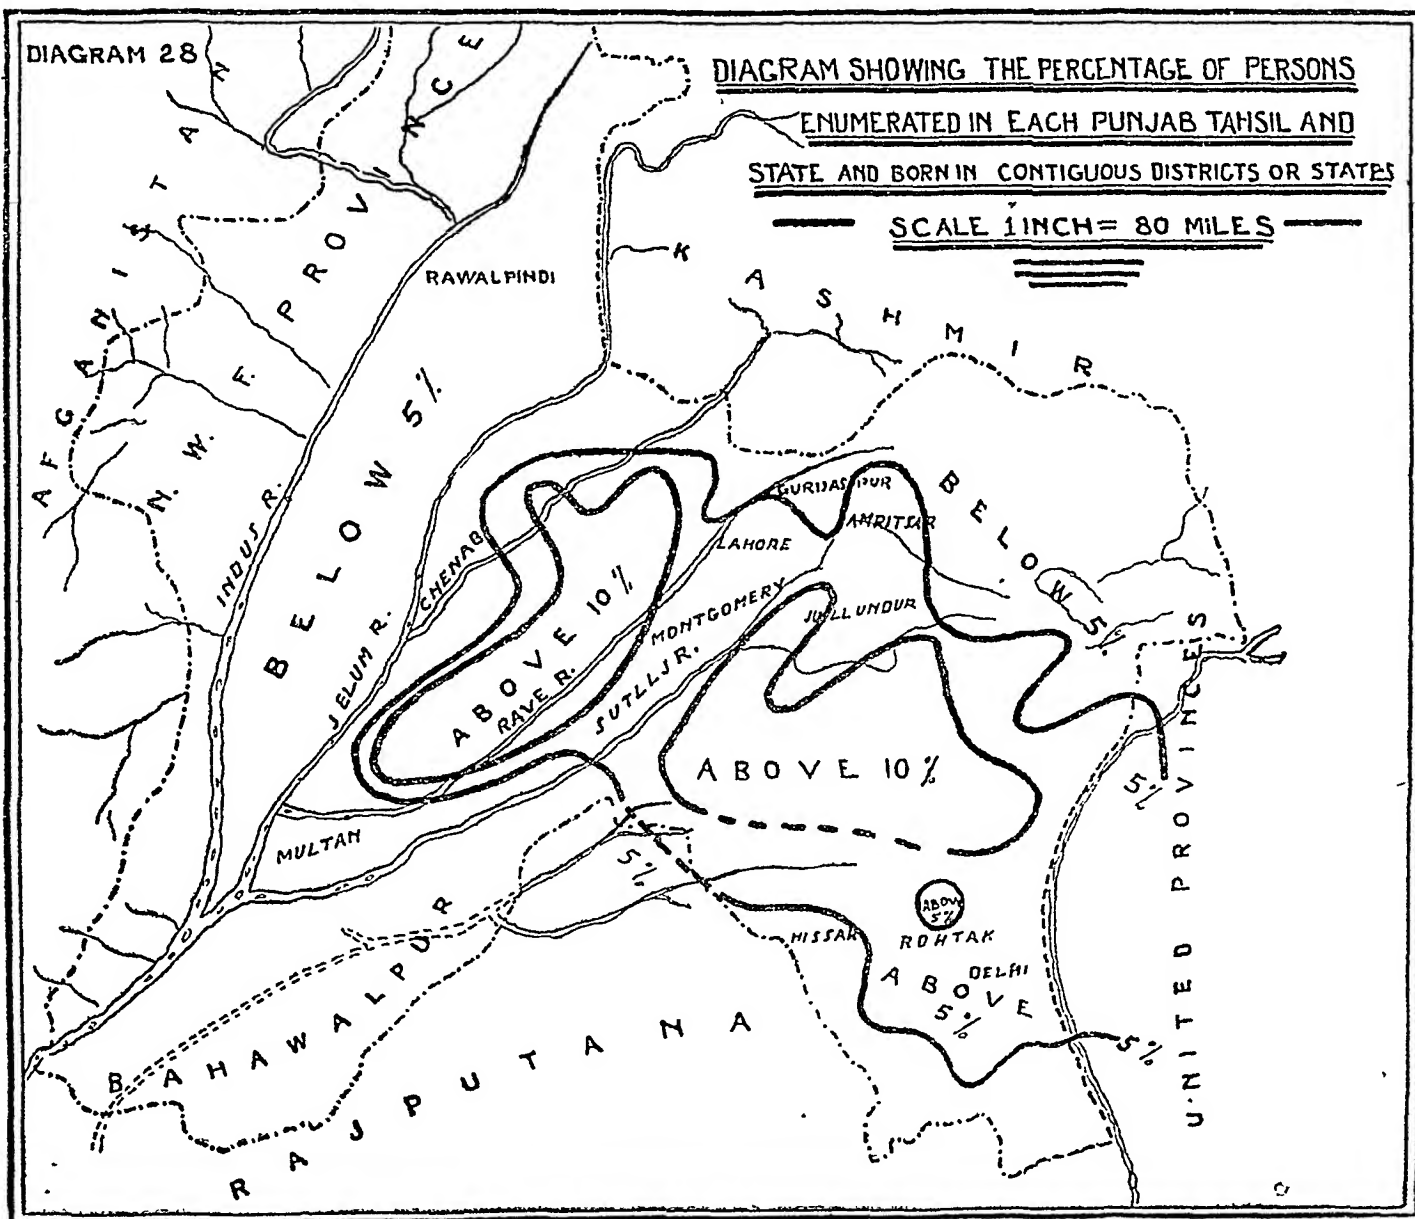 DIAGRAM 28
DIAGRAM SHOWING THE PERCENTAGE OF PERSONS
ENUMERATED IN EACH PUNJAB TAHSIL AND
STATE AND BORN IN CONTIGUOUS DISTRICTS OR STATES
SCALE 1 INCH = 80 MILES
AFGANISTAN
N. W. F. PROVINCE
KASHMIR
RAWALPINDI
BELOW 5%
INDUS R.
CHENAB
JELUM R.
GURDASPUR
AMRITSAR
LAHORE
BELOW 5%
ABOVE 10%
RAVE R.
MONTGOMERY
JULLUNDUR
SUTLLJ R.
ABOVE 10%
5%
MULTAN
5%
ABOVE 5%
HISSAR
ROHTAK
DELHI
ABOVE 5%
5%
BAHAWALPUR
RAJPUTANA
UNITED PROVINCES